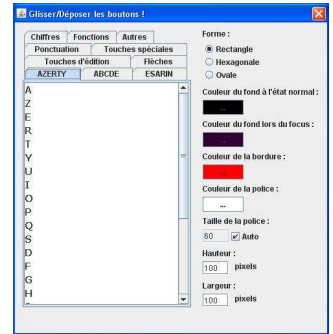 Glisser/Déposer les boutons !
Chiffres Fonctions Autres
Ponctuation Touches spéciales
Touches d'édition Flèches
AZERTY ABCDE ESARIN
A
Z
E
R
T
Y
U
I
O
P
Q
S
D
F
G
H
Forme :
Rectangle
Hexagonale
Ovale
Couleur du fond à l'état normal :
...
Couleur du fond lors du focus :
...
Couleur de la bordure :
...
Couleur de la police :
...
Taille de la police :
60 Auto
Hauteur :
100 pixels
Largeur :
100 pixels